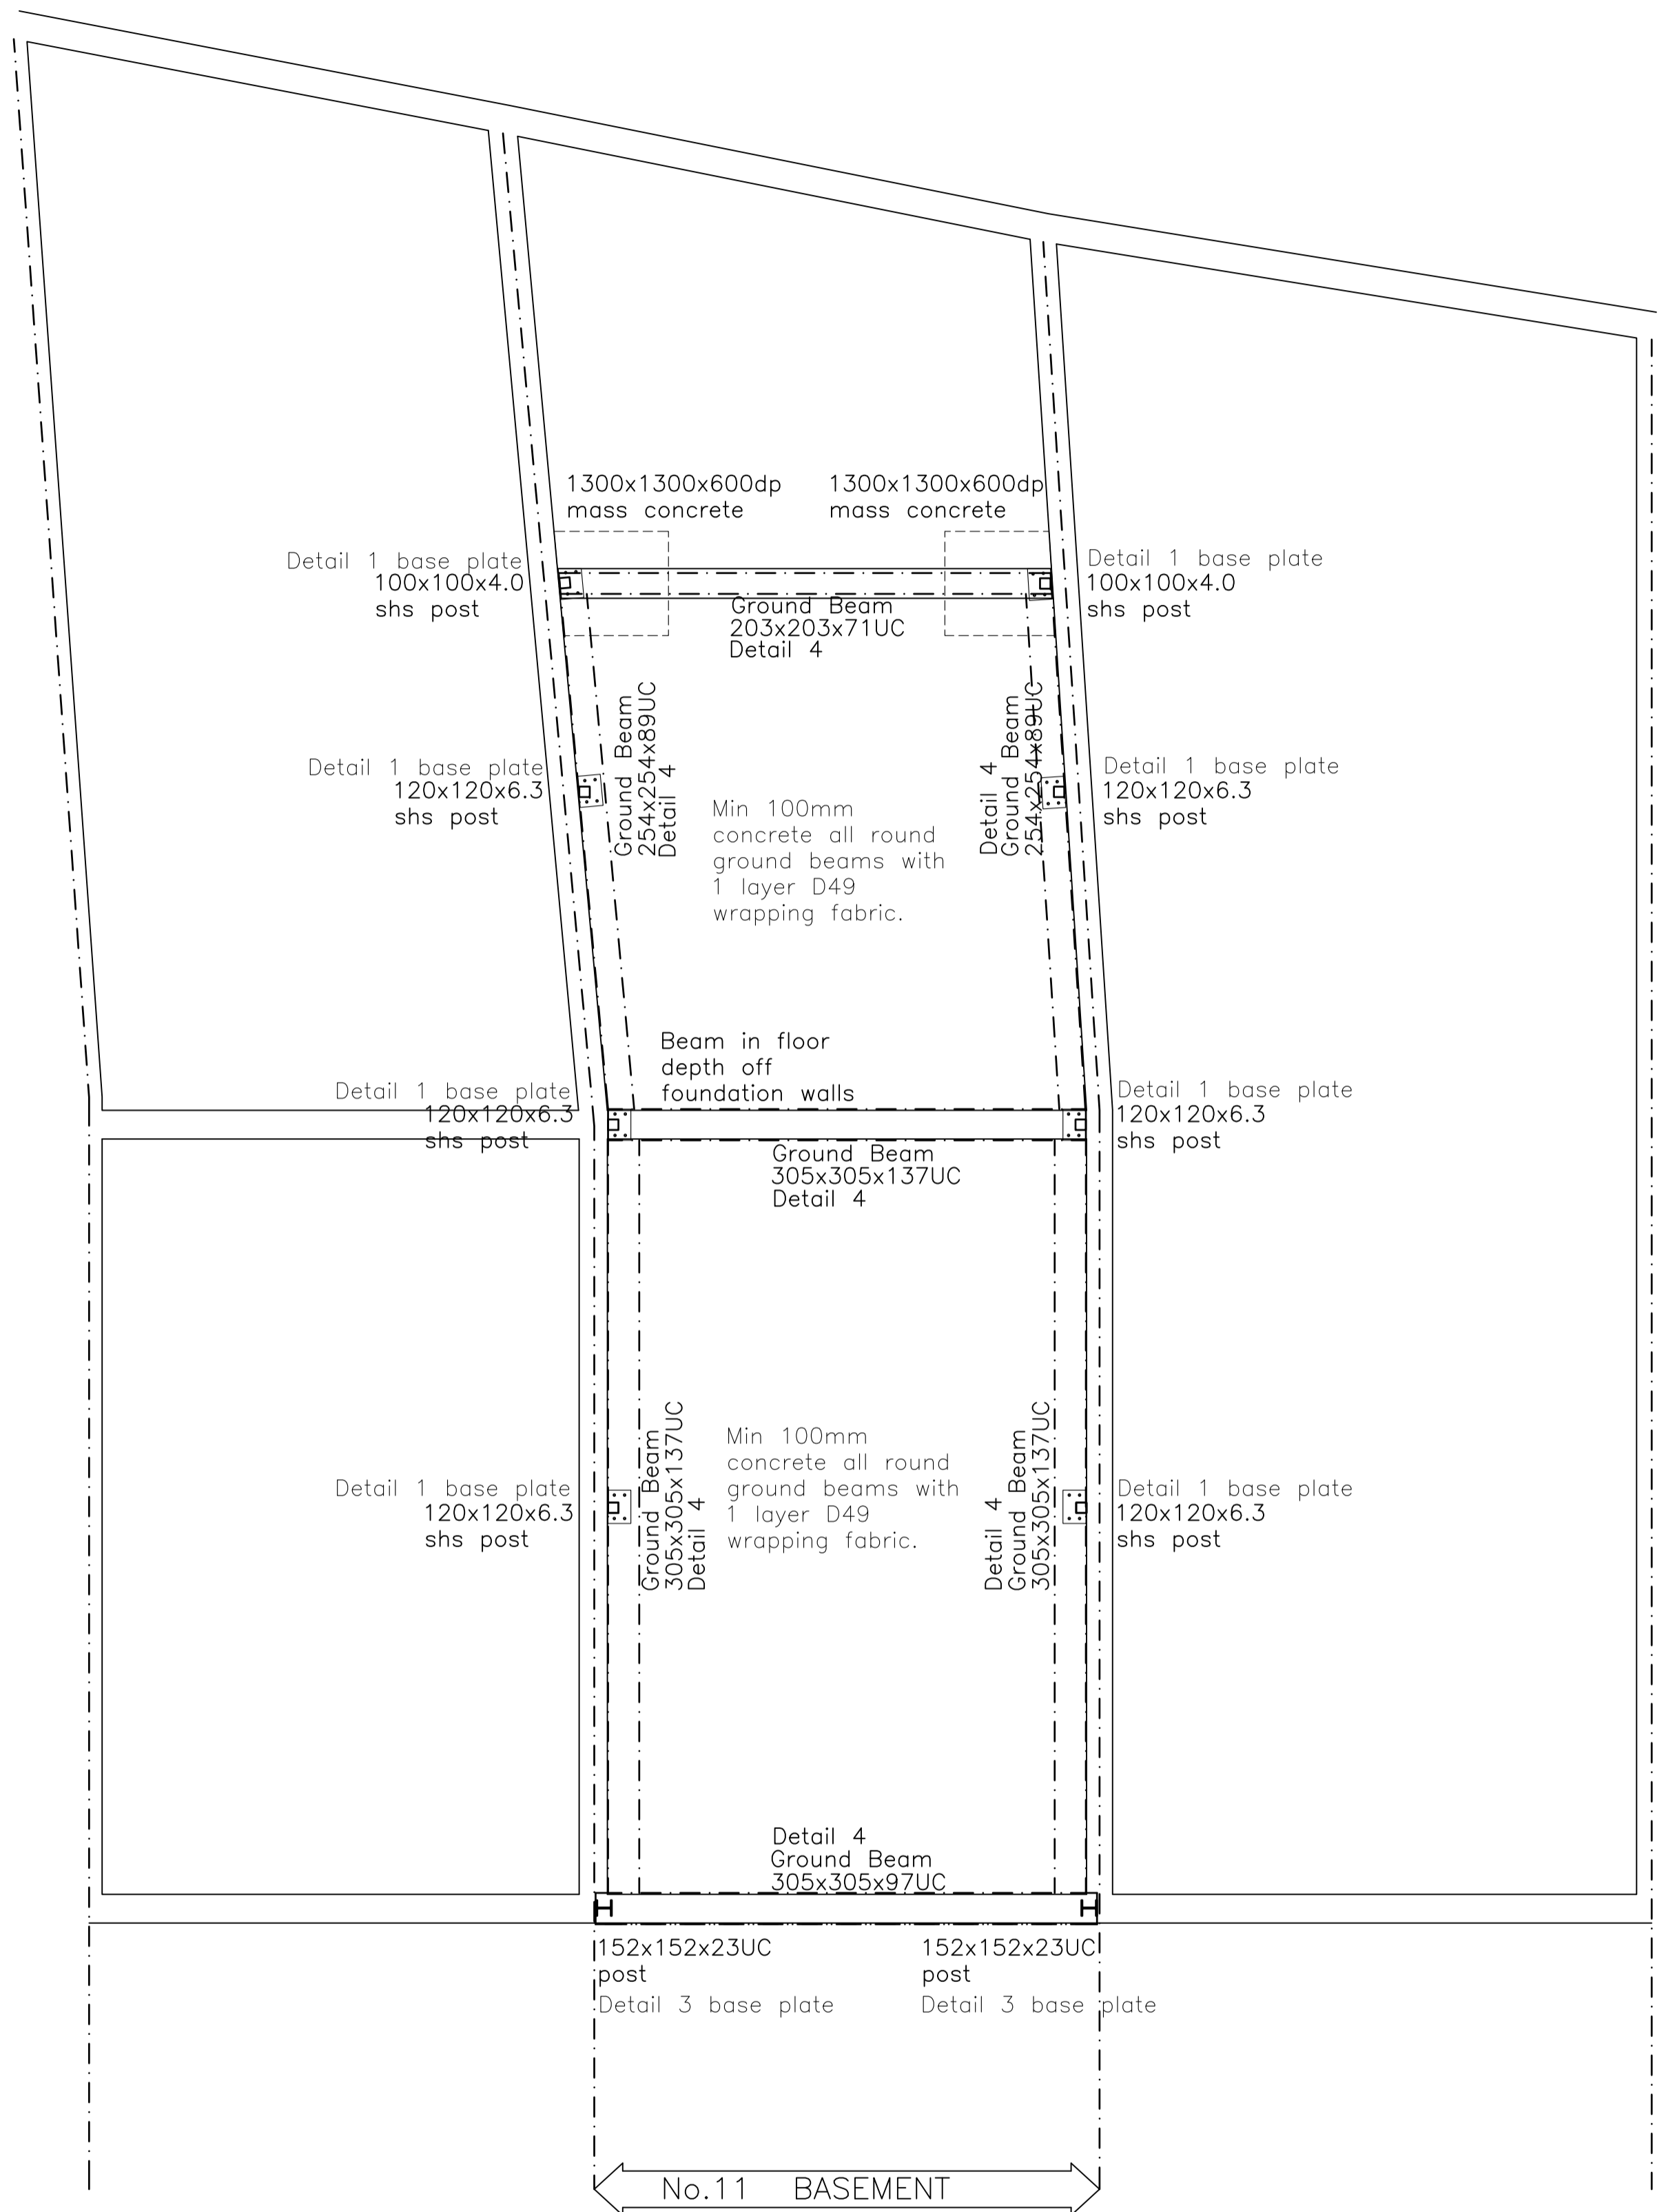 1300x1300x600dp
mass concrete
1300x1300x600dp
mass concrete
Detail 1 base plate
100x100x4.0
shs post
Detail 1 base plate
100x100x4.0
shs post
Ground Beam
203x203x71UC
Detail 4
Detail 1 base plate
120x120x6.3
shs post
Ground Beam
254x254x89UC
Detail 4
Min 100mm
concrete all round
ground beams with
1 layer D49
wrapping fabric.
Detail 4
Ground Beam
254x254x89UC
Detail 1 base plate
120x120x6.3
shs post
Beam in floor
depth off
foundation walls
Detail 1 base plate
120x120x6.3
shs post
Detail 1 base plate
120x120x6.3
shs post
Ground Beam
305x305x137UC
Detail 4
Detail 1 base plate
120x120x6.3
shs post
Ground Beam
305x305x137UC
Detail 4
Min 100mm
concrete all round
ground beams with
1 layer D49
wrapping fabric.
Detail 4
Ground Beam
305x305x137UC
Detail 1 base plate
120x120x6.3
shs post
Detail 4
Ground Beam
305x305x97UC
152x152x23UC
post
Detail 3 base plate
152x152x23UC
post
Detail 3 base plate
No.11 BASEMENT